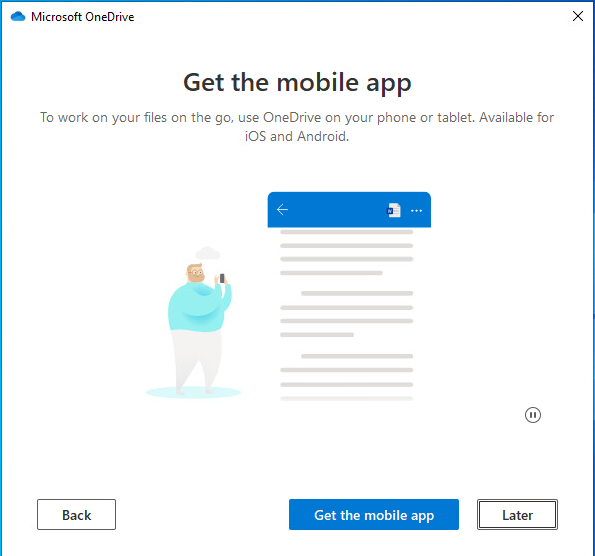 Microsoft OneDrive
Get the mobile app
To work on your files on the go, use OneDrive on your phone or tablet. Available for
iOS and Android.
Back
Get the mobile app
Later